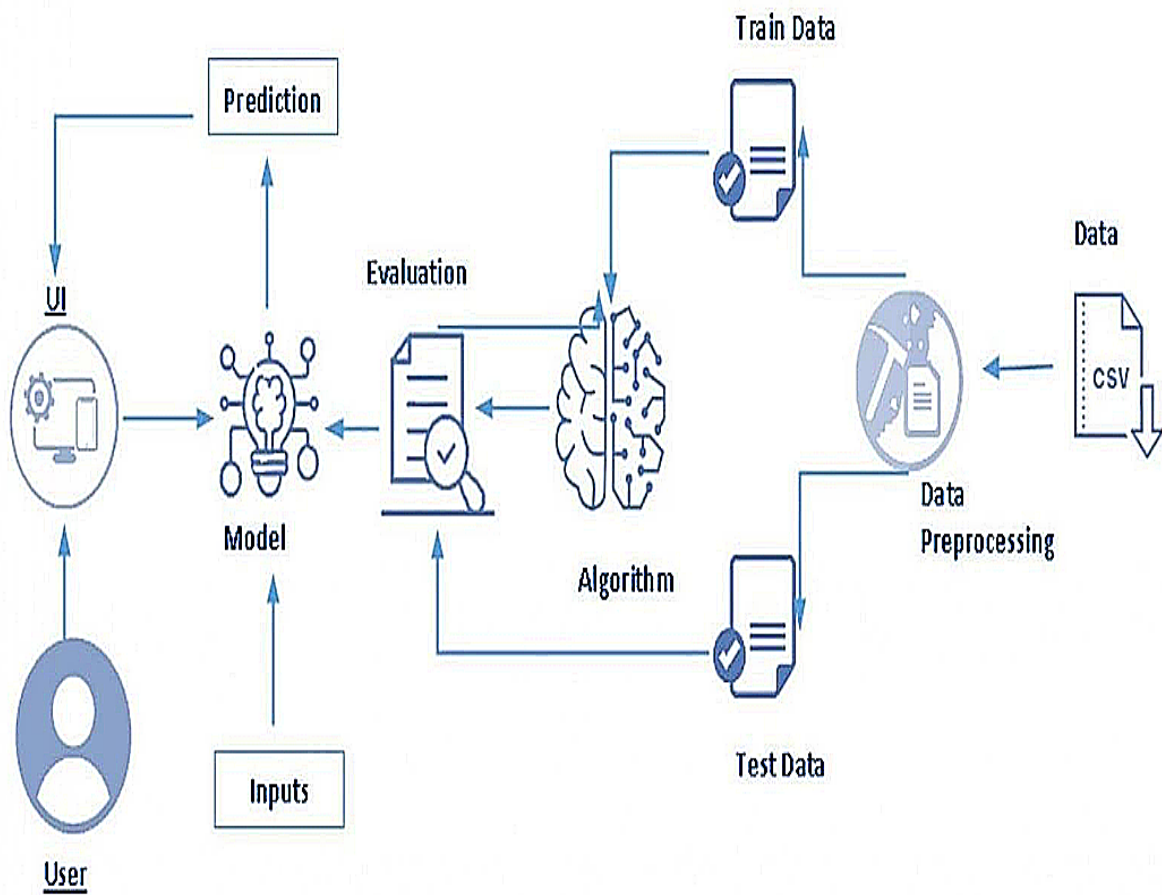 Train Data
Prediction
Data
Evaluation
UI
CSV
Data
Preprocessing
Model
Algorithm
Test Data
Inputs
User